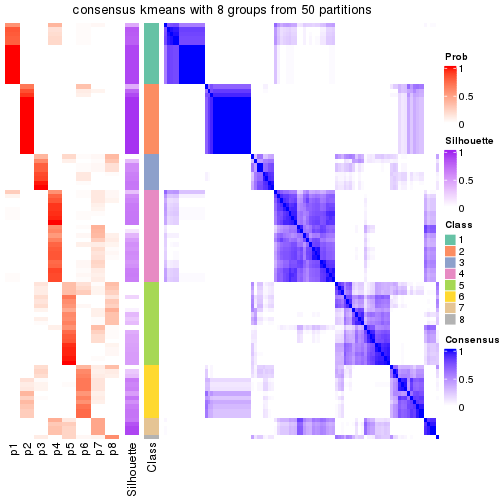 consensus kmeans with 8 groups from 50 partitions
Prob
1
0.5
0
Silhouette
1
0.5
0
Class
1
2
3
4
5
6
7
8
Consensus
1
0.5
0
p1
p2
p3
p4
p5
p6
p7
p8
Silhouette
Class